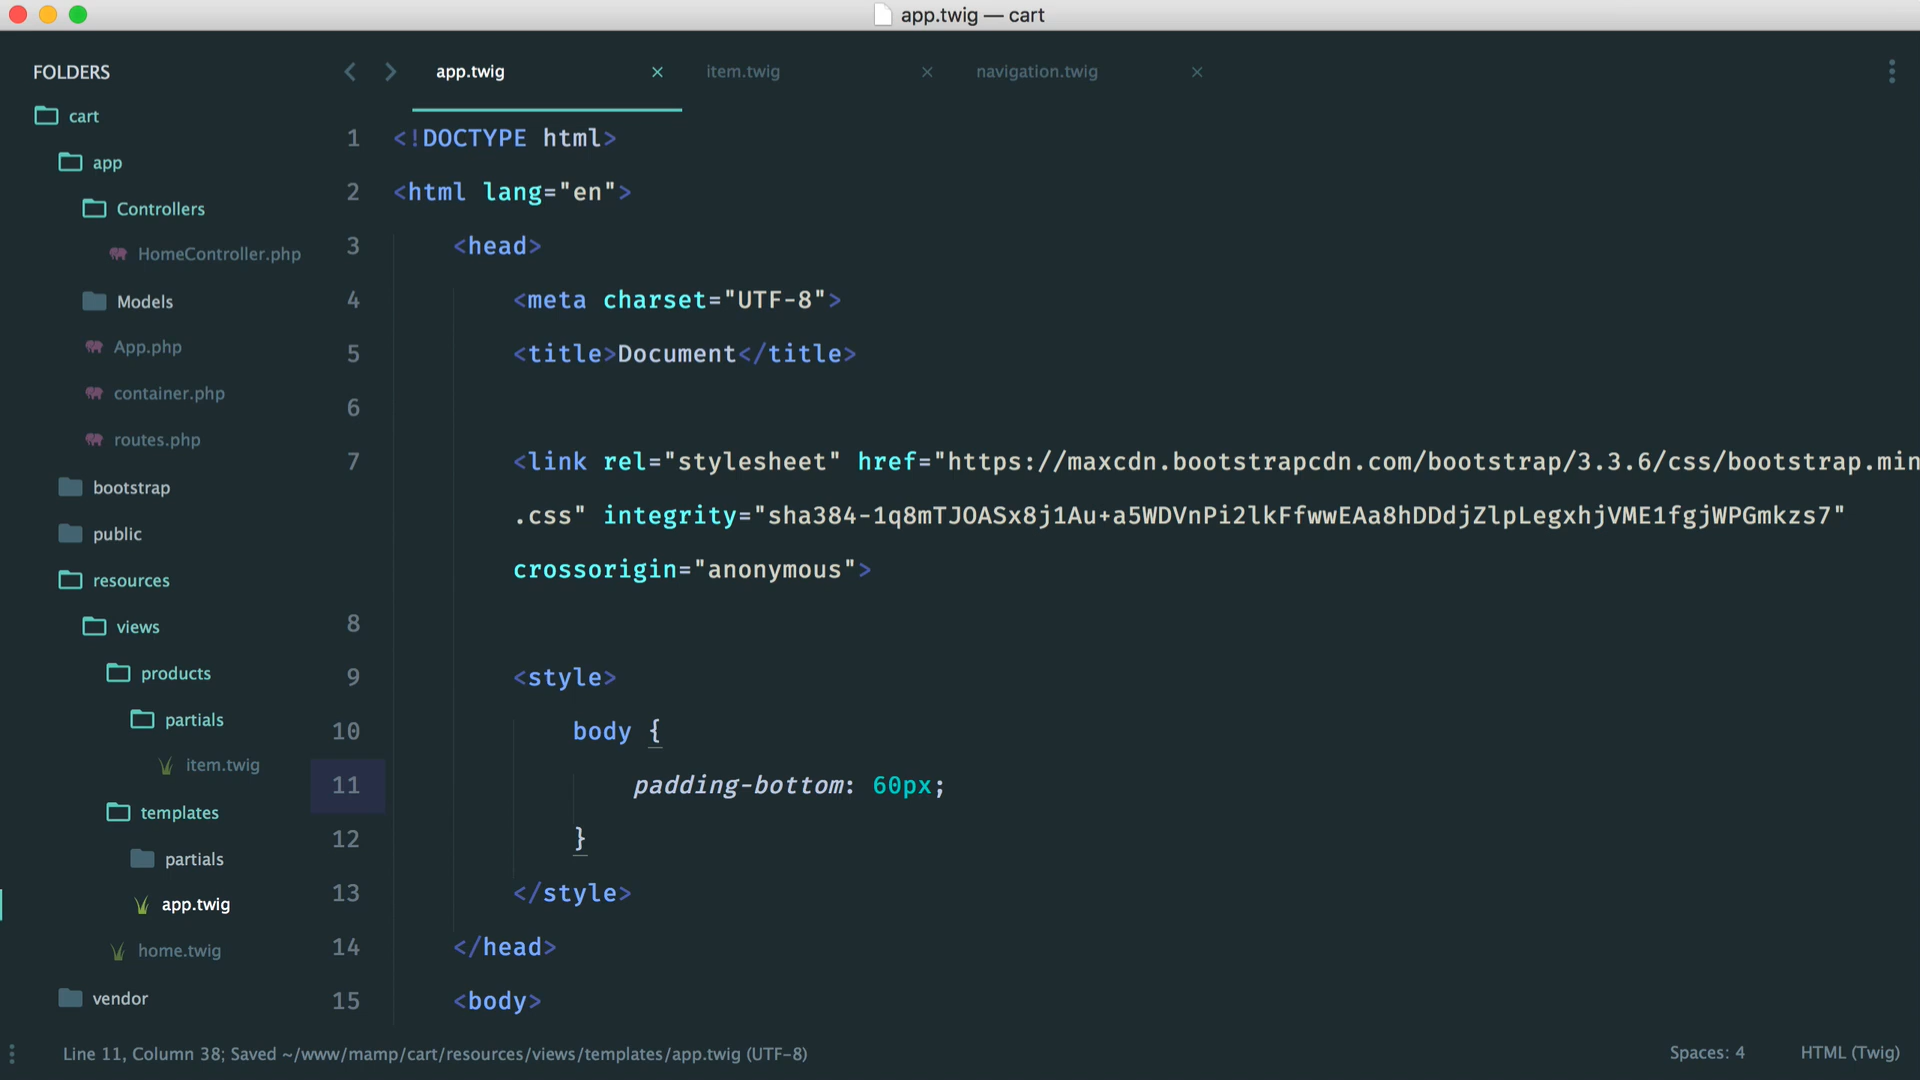 app.twig — cart
FOLDERS
cart
app
Controllers
HomeController.php
Models
App.php
container.php
routes.php
bootstrap
public
resources
views
products
partials
item.twig
templates
partials
app.twig
home.twig
vendor
app.twig × item.twig × navigation.twig ×
1 <!DOCTYPE html>
2 <html lang="en">
3 <head>
4 <meta charset="UTF-8">
5 <title>Document</title>
6
7 <link rel="stylesheet" href="https://maxcdn.bootstrapcdn.com/bootstrap/3.3.6/css/bootstrap.min
.css" integrity="sha384-1q8mTJOASx8j1Au+a5WDVnPi2lkFfwwEAa8hDDdjZlpLegxhjVME1fgjWPGmkzs7"
crossorigin="anonymous">
8
9 <style>
10 body {
11 padding-bottom: 60px;
12 }
13 </style>
14 </head>
15 <body>
Line 11, Column 38; Saved ~/www/mamp/cart/resources/views/templates/app.twig (UTF-8)
Spaces: 4 HTML (Twig)